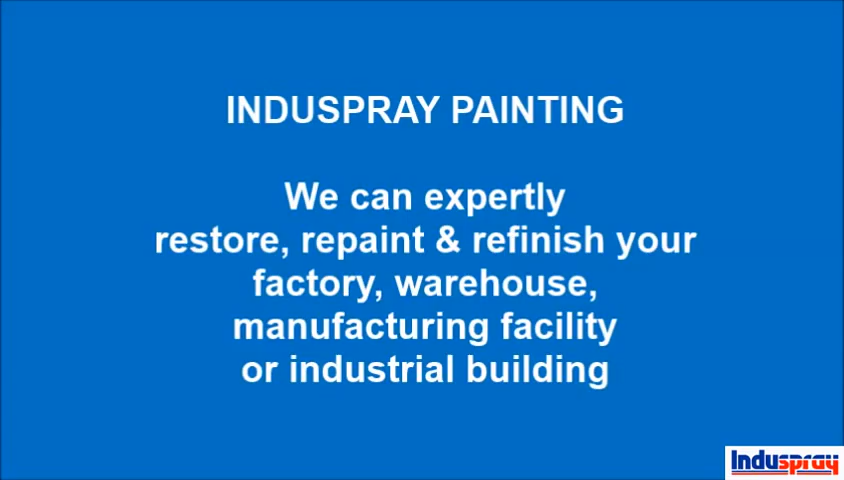 INDUSPRAY PAINTING
We can expertly
restore, repaint & refinish your
factory, warehouse,
manufacturing facility
or industrial building
Induspray